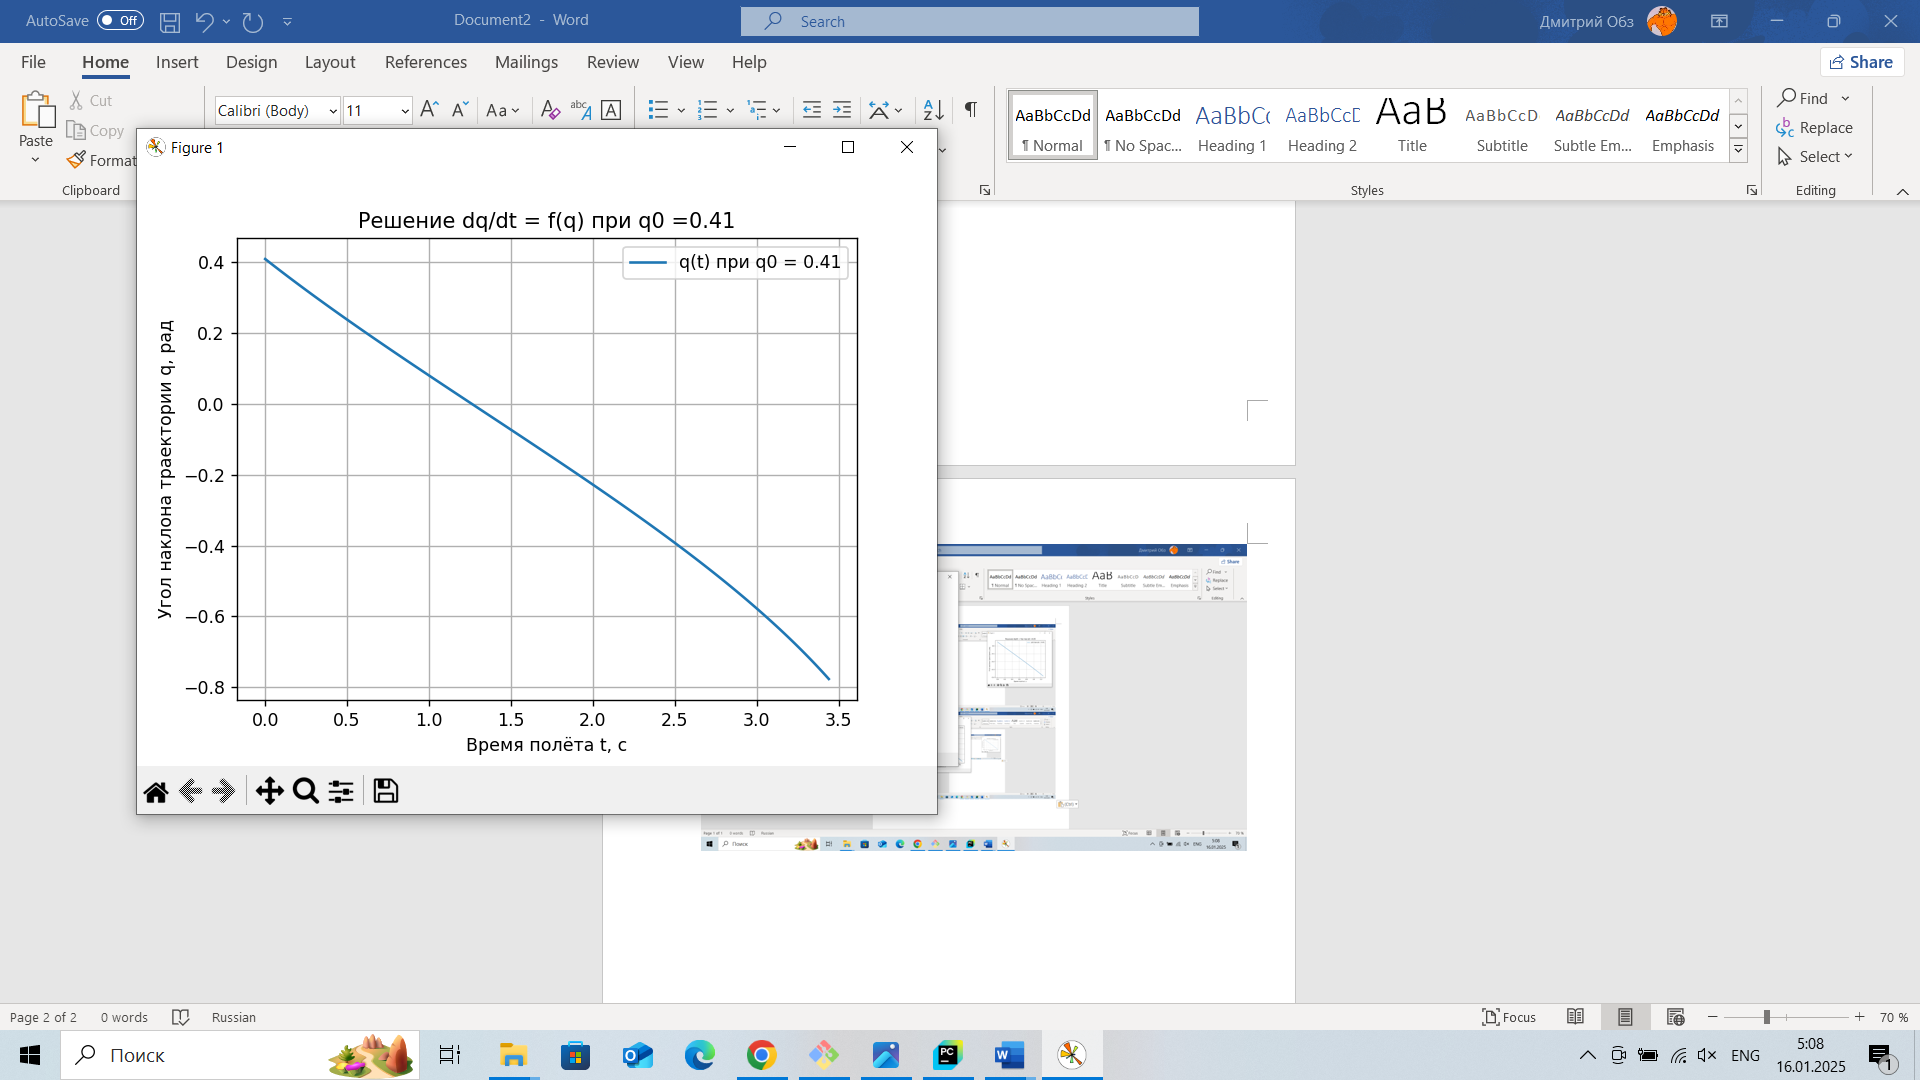 AutoSave Off Document2 - Word Search Дмитрий Обз
File Home Insert Design Layout References Mailings Review View Help Share
Paste Cut Copy Format Clipboard
Calibri (Body) 11
AaBbCcDd AaBbCcDd AaBbCc AaBbCcD AaB AaBbCcD AaBbCcDd AaBbCcDd
¶ Normal ¶ No Spac... Heading 1 Heading 2 Title Subtitle Subtle Em... Emphasis
Styles
Find
Replace
Select
Editing
Figure 1
Решение dq/dt = f(q) при q0 =0.41
q(t) при q0 = 0.41
Угол наклона траектории q, рад
0.4
0.2
0.0
−0.2
−0.4
−0.6
−0.8
0.0 0.5 1.0 1.5 2.0 2.5 3.0 3.5
Время полёта t, с
Page 2 of 2 0 words Russian Focus 70 %
Поиск
ENG 5:08
16.01.2025
1